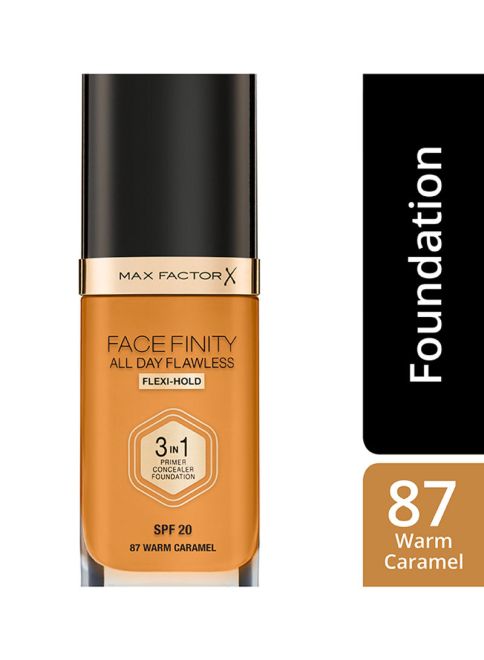 MAX FACTOR X
FACE FINITY
ALL DAY FLAWLESS
FLEXI-HOLD
3 IN 1
PRIMER
CONCEALER
FOUNDATION
SPF 20
87 WARM CARAMEL
Foundation
87
Warm
Caramel